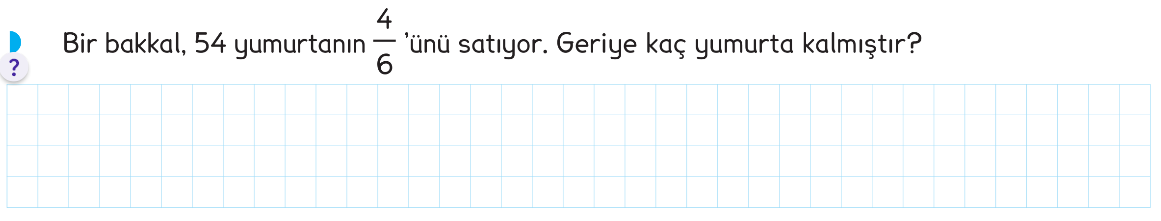 Bir bakkal, 54 yumurtanın 4/6 'ünü satıyor. Geriye kaç yumurta kalmıştır?
?